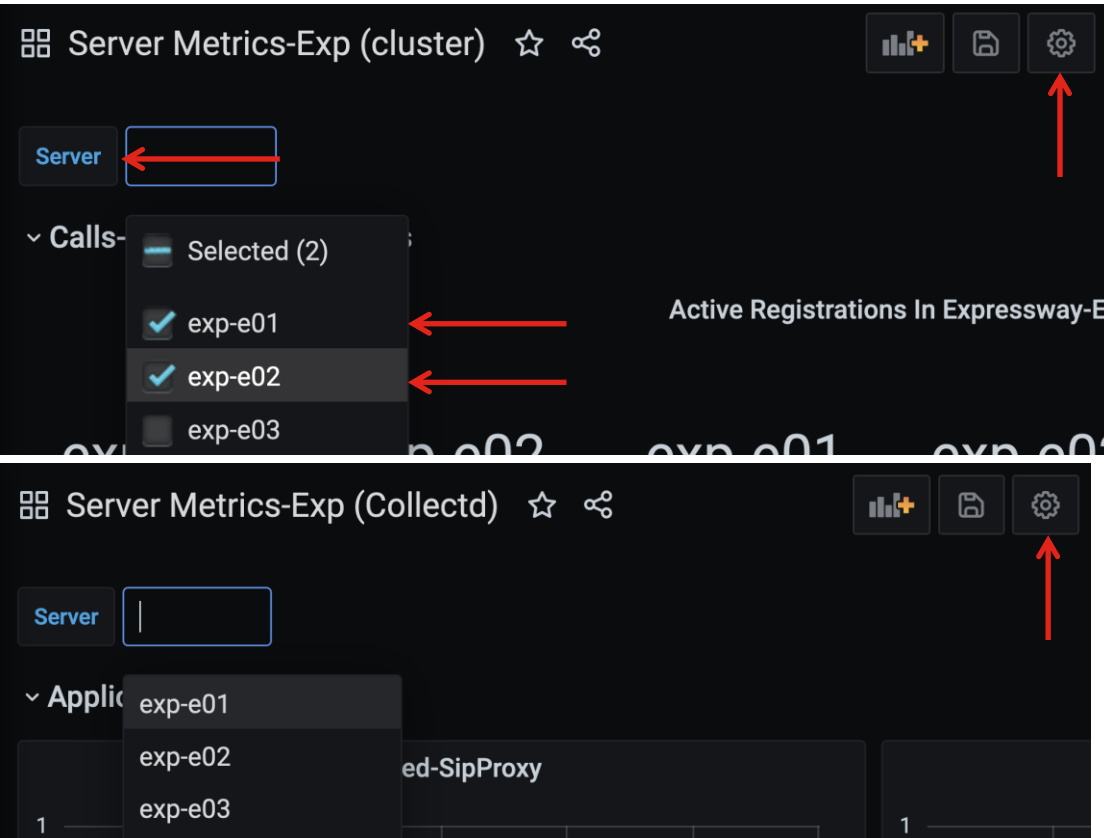 Server Metrics-Exp (cluster)
Server
Calls-
Selected (2)
exp-e01
Active Registrations In Expressway-E
exp-e02
exp-e03
e02
exp-e01
Server Metrics-Exp (Collectd)
Server
exp-e01
exp-e02
ed-SipProxy
exp-e03
1
1